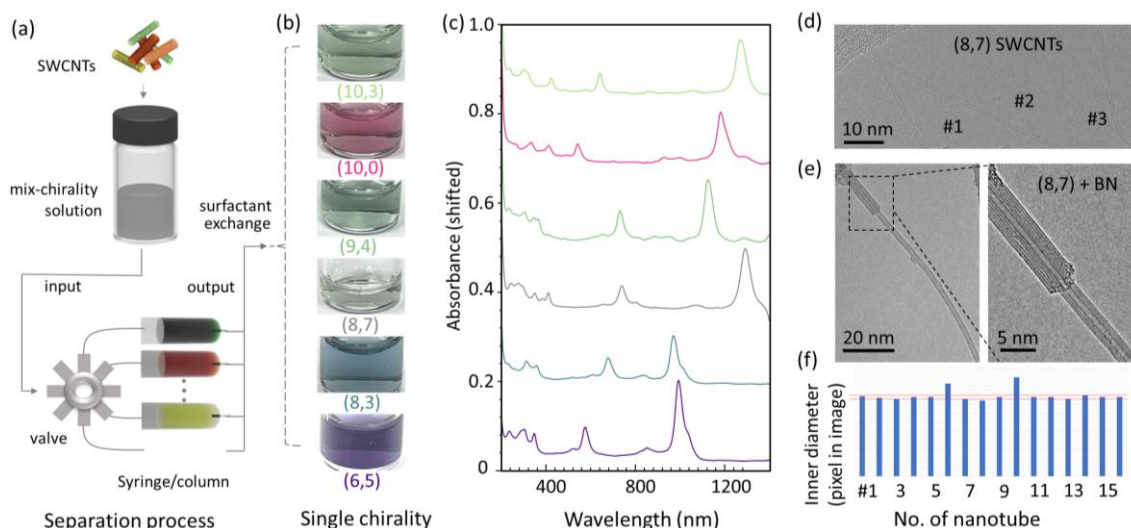 (a)
SWCNTs
mix-chirality
solution
input
output
surfactant
exchange
valve
Syringe/column
Separation process
(b)
(10,3)
(10,0)
(9,4)
(8,7)
(8,3)
(6,5)
Single chirality
(c)
Absorbance (shifted)
1.0
0.8
0.6
0.4
0.2
0
400
800
1200
Wavelength (nm)
(d)
(8,7) SWCNTs
#1
#2
#3
10 nm
(e)
(8,7) + BN
20 nm
5 nm
(f)
Inner diameter
(pixel in image)
#1 3 5 7 9 11 13 15
No. of nanotube